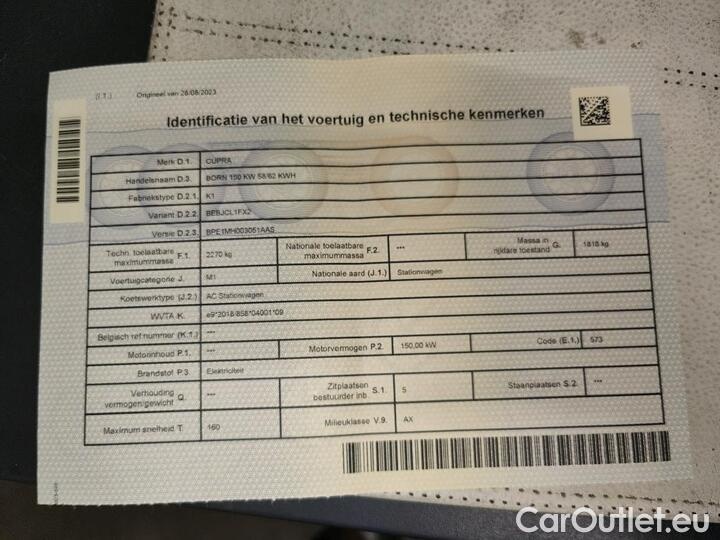 (I.1.) Origineel van 28/08/2023
Identificatie van het voertuig en technische kenmerken
Merk D.1. CUPRA
Handelsnaam D.3. BORN 150 KW 58/62 KWH
Fabriekstype D.2.1. K1
Variant D.2.2. BEBJCL1FX2
Versie D.2.3. BPE1MH003051AAS
Techn. toelaatbare maximummassa F.1. 2270 kg Nationale toelaatbare maximummassa F.2. *** Massa in rijklare toestand G. 1818 kg
Voertuigcategorie J. M1 Nationale aard (J.1.) Stationwagen
Koetswerktype (J.2.) AC Stationwagen
WVTA K. e9*2018/858*04001*09
Belgisch ref nummer (K.1.) ***
Motorinhoud P.1. *** Motorvermogen P.2. 150,00 kW Code (E.1.) 573
Brandstof P.3. Elektriciteit
Verhouding vermogen/gewicht Q. *** Zitplaatsen bestuurder inb. S.1. 5 Staanplaatsen S.2. ***
Maximum snelheid T. 160 Milieuklasse V.9. AX
CarOutlet.eu